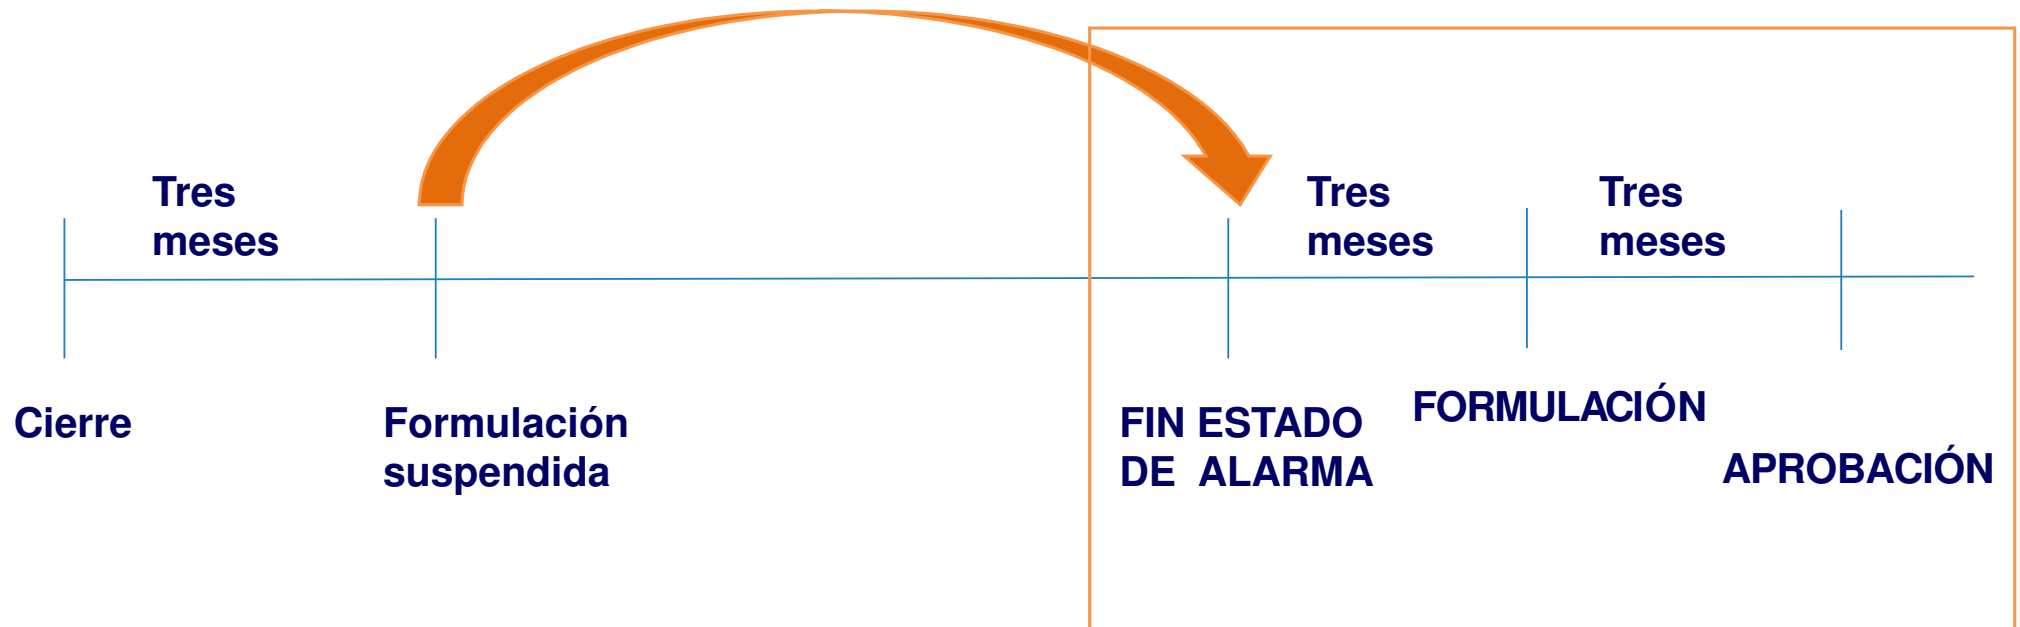 Tres
meses
Tres
meses
Tres
meses
Cierre
Formulación
suspendida
FIN ESTADO
DE ALARMA
FORMULACIÓN
APROBACIÓN